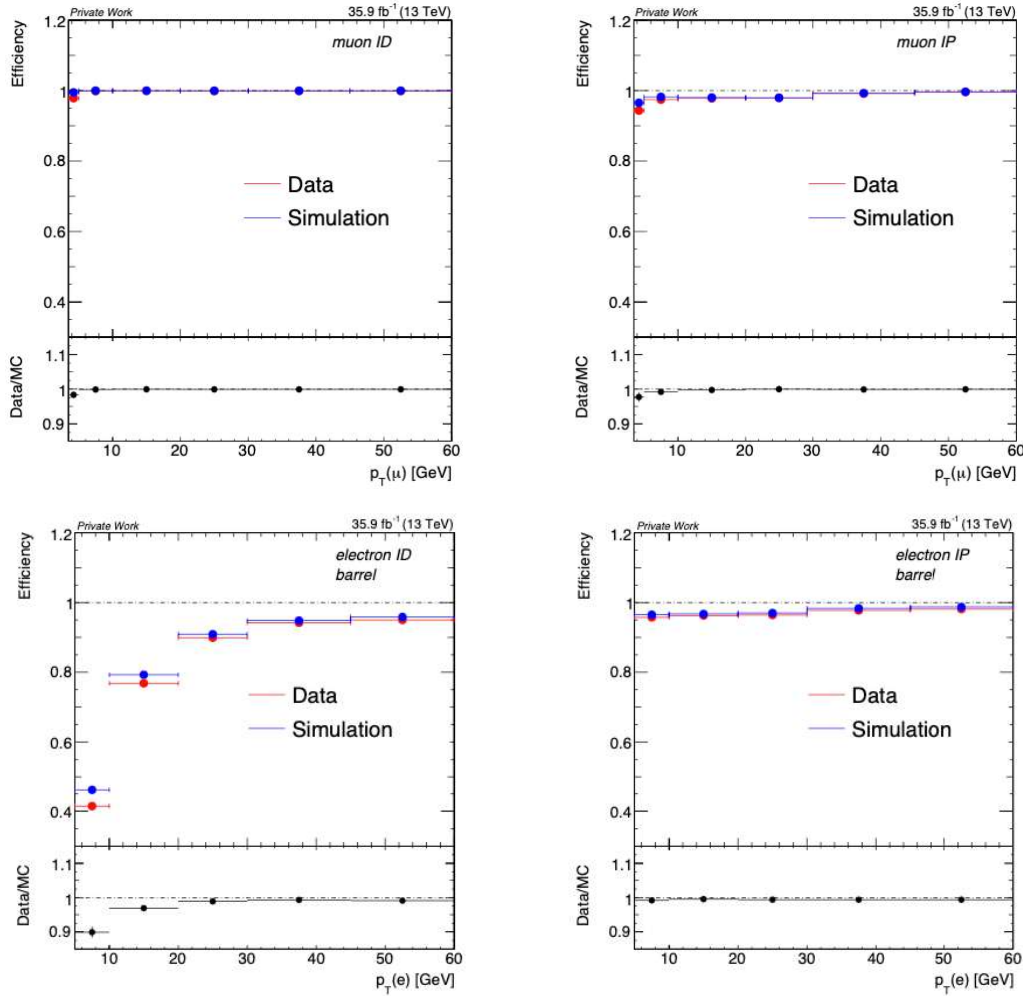 Private Work 35.9 fb⁻¹ (13 TeV)
muon ID
Efficiency
1.2
1
0.8
0.6
0.4
Data
Simulation
Data/MC
1.1
1
0.9
10 20 30 40 50 60
p_T(μ) [GeV]
Private Work 35.9 fb⁻¹ (13 TeV)
muon IP
Efficiency
1.2
1
0.8
0.6
0.4
Data
Simulation
Data/MC
1.1
1
0.9
10 20 30 40 50 60
p_T(μ) [GeV]
Private Work 35.9 fb⁻¹ (13 TeV)
electron ID
barrel
Efficiency
1.2
1
0.8
0.6
0.4
Data
Simulation
Data/MC
1.1
1
0.9
10 20 30 40 50 60
p_T(e) [GeV]
Private Work 35.9 fb⁻¹ (13 TeV)
electron IP
barrel
Efficiency
1.2
1
0.8
0.6
0.4
Data
Simulation
Data/MC
1.1
1
0.9
10 20 30 40 50 60
p_T(e) [GeV]